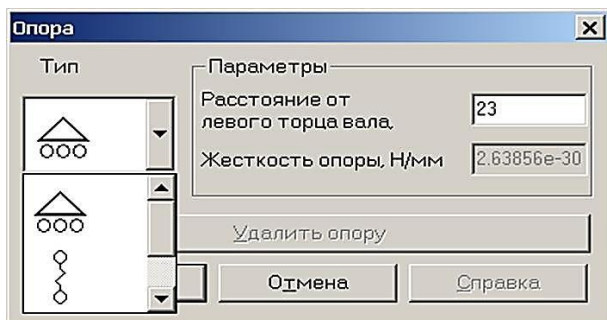 Опора
Тип
Параметры
Расстояние от
левого торца вала,
23
Жесткость опоры, Н/мм
2.63856e-30
Удалить опору
Отмена
Справка